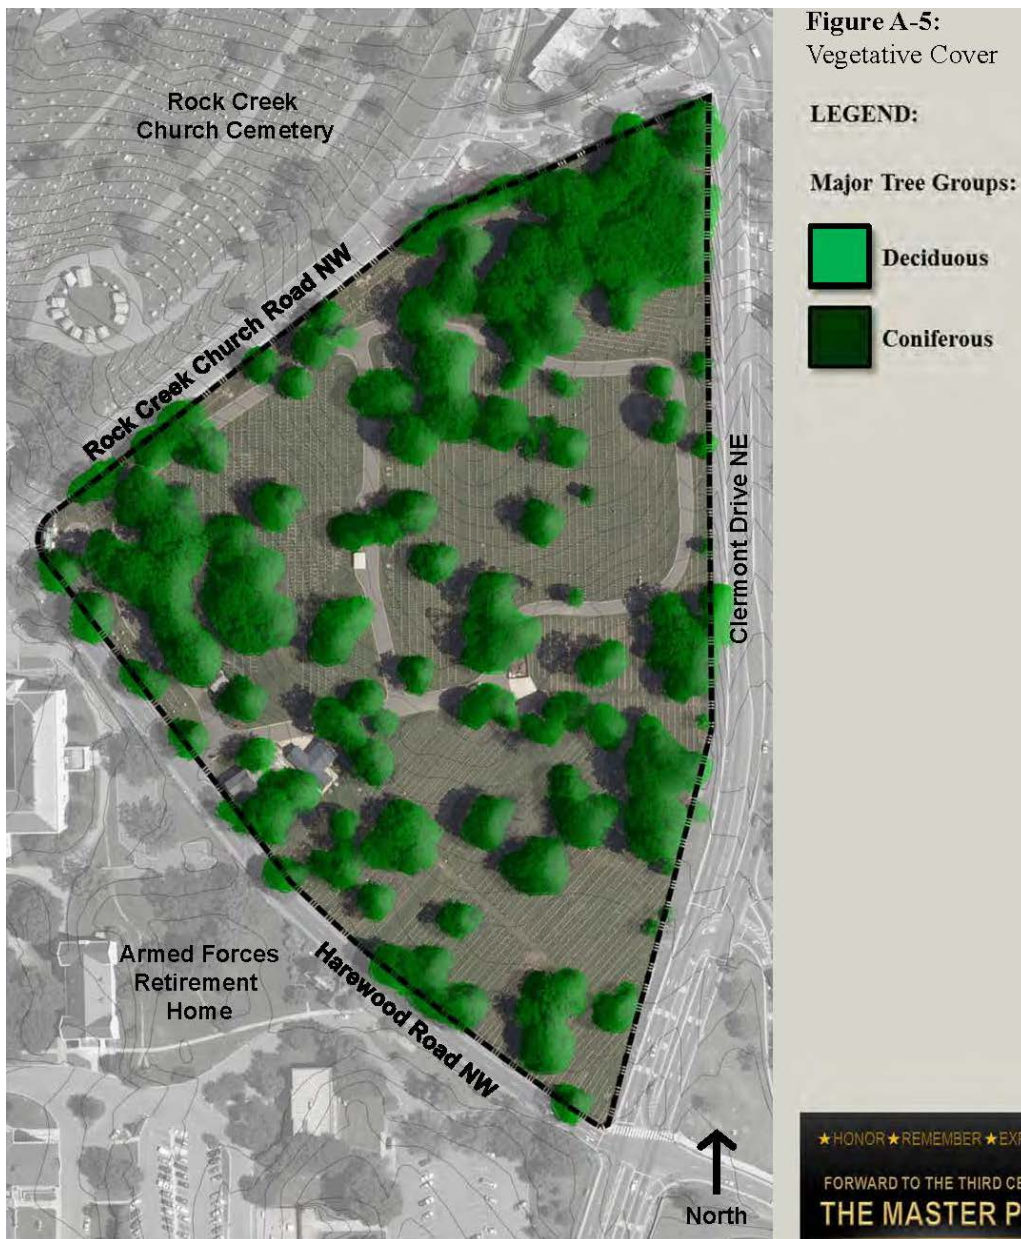 Figure A-5:
Vegetative Cover
LEGEND:
Major Tree Groups:
Deciduous
Coniferous
Rock Creek
Church Cemetery
Rock Creek Church Road NW
Clermont Drive NE
Armed Forces
Retirement
Home
Harewood Road NW
North
★HONOR★REMEMBER★
FORWARD TO THE THIRD
THE MASTER